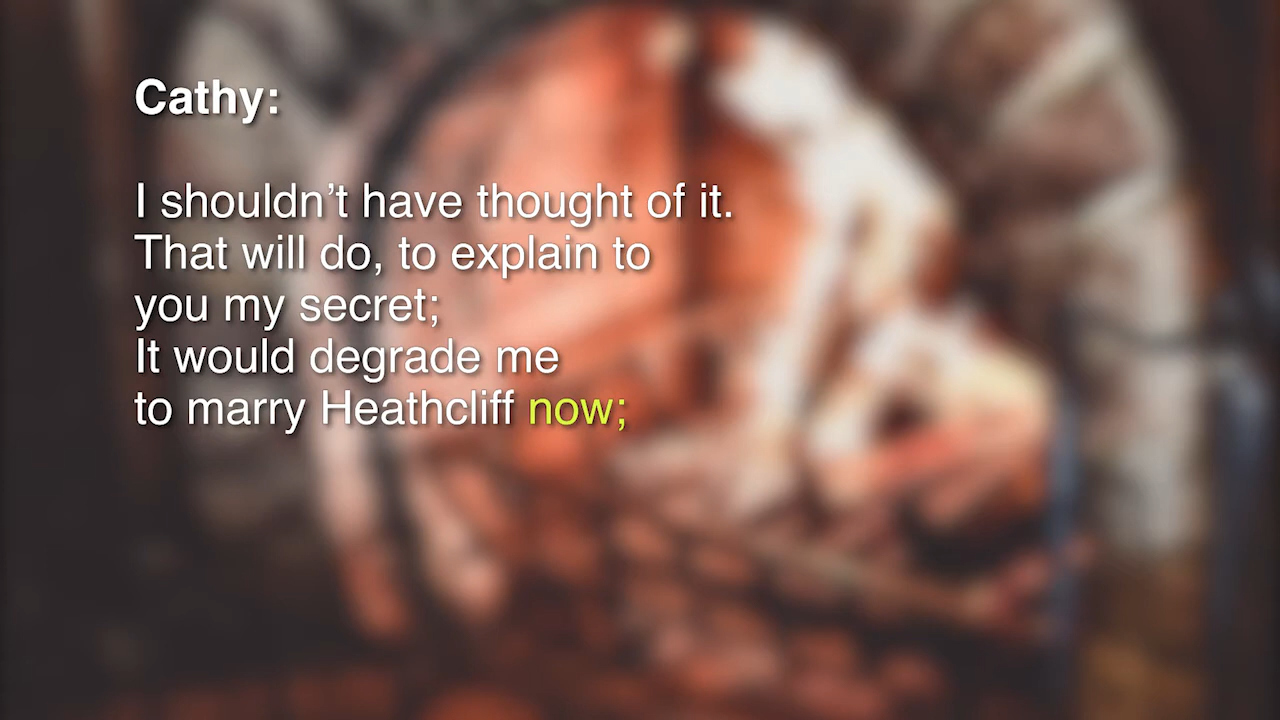 Cathy:
I shouldn’t have thought of it.
That will do, to explain to
you my secret;
It would degrade me
to marry Heathcliff now;